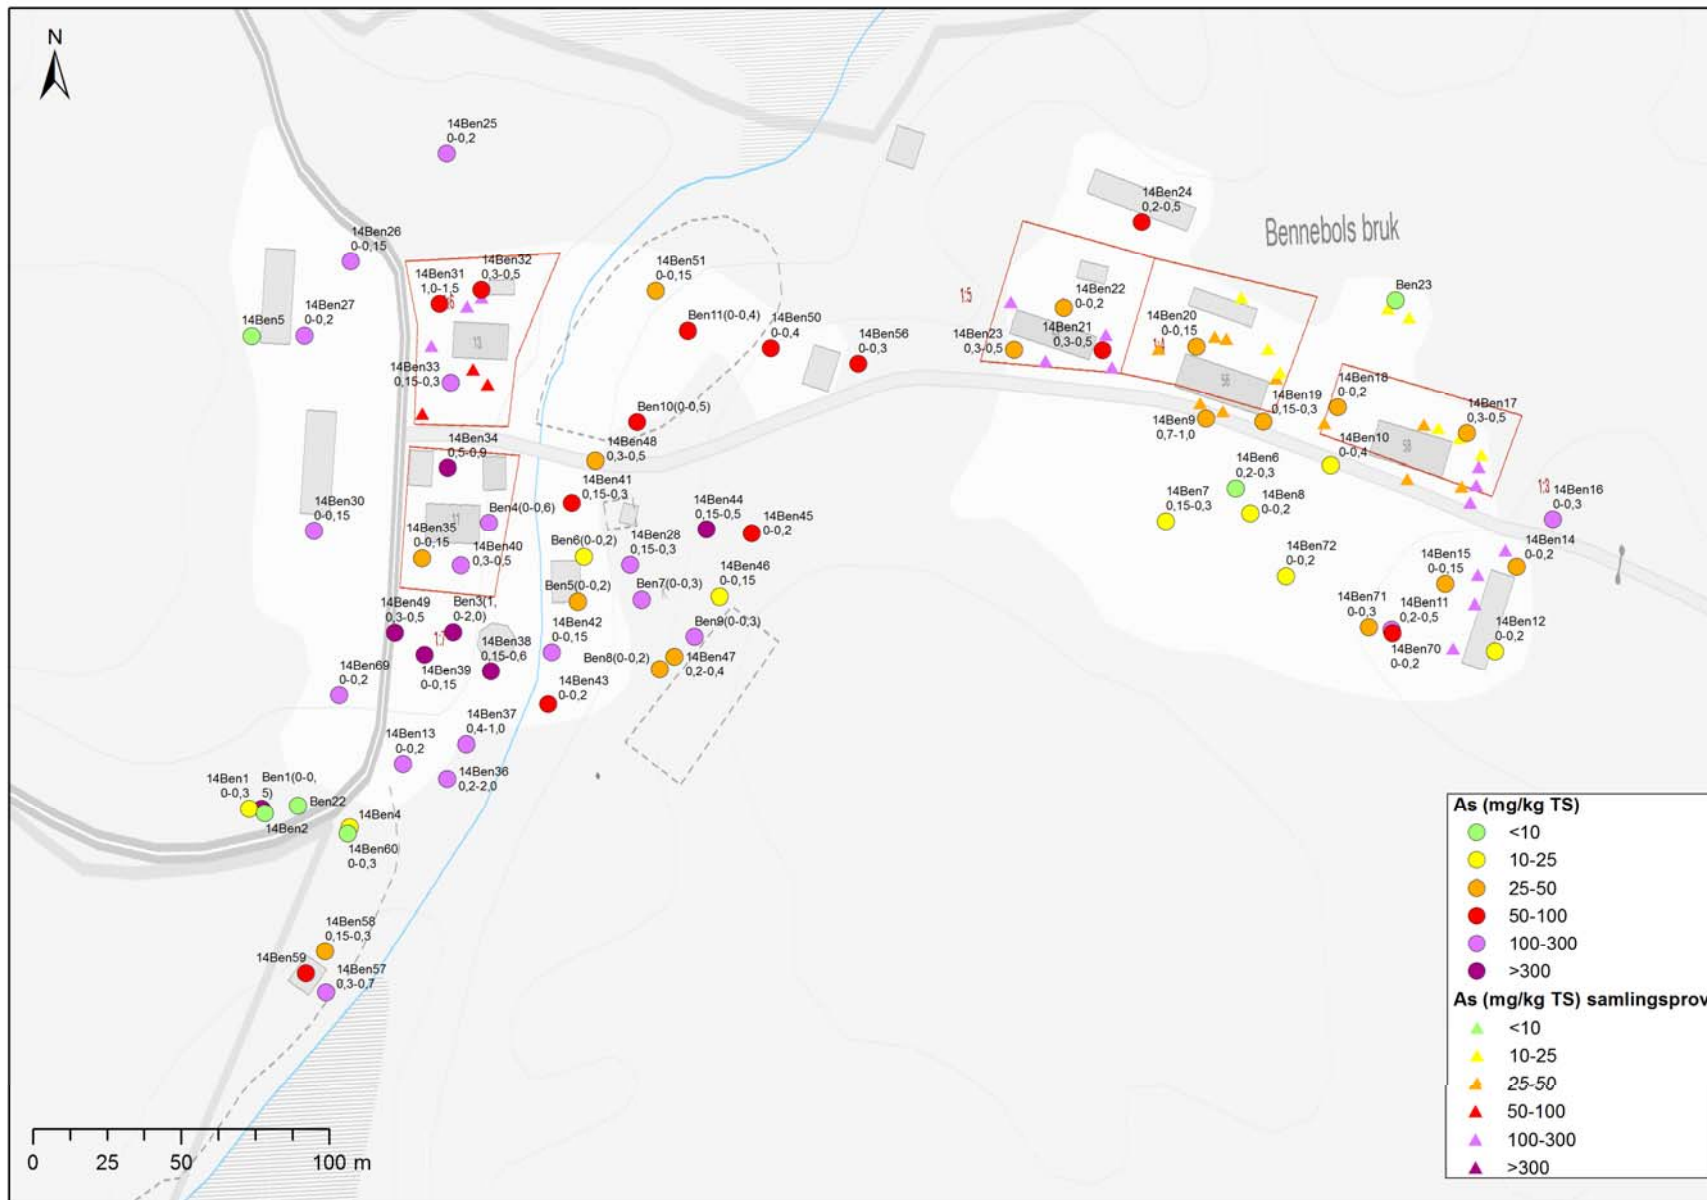 N
14Ben25
0-0,2
14Ben26
0-0,15
14Ben27
0-0,2
14Ben5
14Ben31
1,0-1,5
14Ben32
0,3-0,5
13
14Ben33
0,15-0,3
14Ben34
0,5-0,9
14Ben30
0-0,15
11
Ben4(0-0,6)
14Ben35
0-0,15
14Ben40
0,3-0,5
14Ben49
0,3-0,5
Ben3(1,
0-2,0)
1:7
14Ben39
0-0,15
14Ben38
0,15-0,6
14Ben69
0-0,2
14Ben37
0,4-1,0
14Ben13
0-0,2
14Ben36
0,2-2,0
14Ben1
0-0,3
Ben1(0-0,
5)
14Ben2
Ben22
14Ben4
14Ben60
0-0,3
14Ben58
0,15-0,3
14Ben59
14Ben57
0,3-0,7
14Ben51
0-0,15
Ben11(0-0,4)
14Ben50
0-0,4
14Ben56
0-0,3
Ben10(0-0,5)
14Ben48
0,3-0,5
14Ben41
0,15-0,3
14Ben44
0,15-0,5
14Ben45
0-0,2
Ben6(0-0,2)
14Ben28
0,15-0,3
14Ben46
0-0,15
Ben5(0-0,2)
Ben7(0-0,3)
14Ben42
0-0,15
Ben9(0-0,3)
Ben8(0-0,2)
14Ben47
0,2-0,4
14Ben43
0-0,2
14Ben24
0,2-0,5
Bennebols bruk
1:5
14Ben22
0-0,2
14Ben23
0,3-0,5
14Ben21
0,3-0,5
1:4
14Ben20
0-0,15
56
Ben23
14Ben9
0,7-1,0
14Ben19
0,15-0,3
14Ben18
0-0,2
14Ben17
0,3-0,5
14Ben10
0-0,4
14Ben6
0,2-0,3
14Ben7
0,15-0,3
14Ben8
0-0,2
1:3
14Ben16
0-0,3
14Ben72
0-0,2
14Ben15
0-0,15
14Ben14
0-0,2
14Ben71
0-0,3
14Ben11
0,2-0,5
14Ben70
0-0,2
14Ben12
0-0,2
As (mg/kg TS)
<10
10-25
25-50
50-100
100-300
>300
As (mg/kg TS) samlingsprov
<10
10-25
25-50
50-100
100-300
>300
0 25 50 100 m